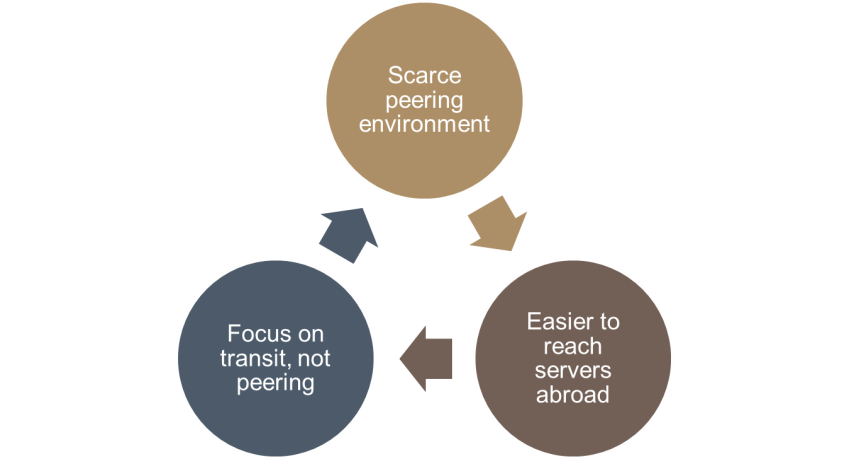 Scarce
peering
environment
Easier to
reach
servers
abroad
Focus on
transit, not
peering